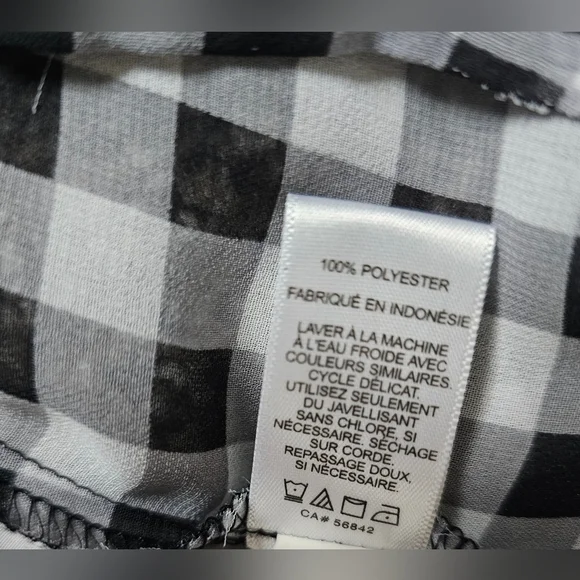 100% POLYESTER
FABRIQUÉ EN INDONÉSIE
LAVER À LA MACHINE
À L'EAU FROIDE AVEC
COULEURS SIMILAIRES.
CYCLE DÉLICAT.
UTILISEZ SEULEMENT
DU JAVELLISANT
SANS CHLORE, SI
NÉCESSAIRE. SÉCHAGE
SUR CORDE.
REPASSAGE DOUX,
SI NÉCESSAIRE.
CA# 56842